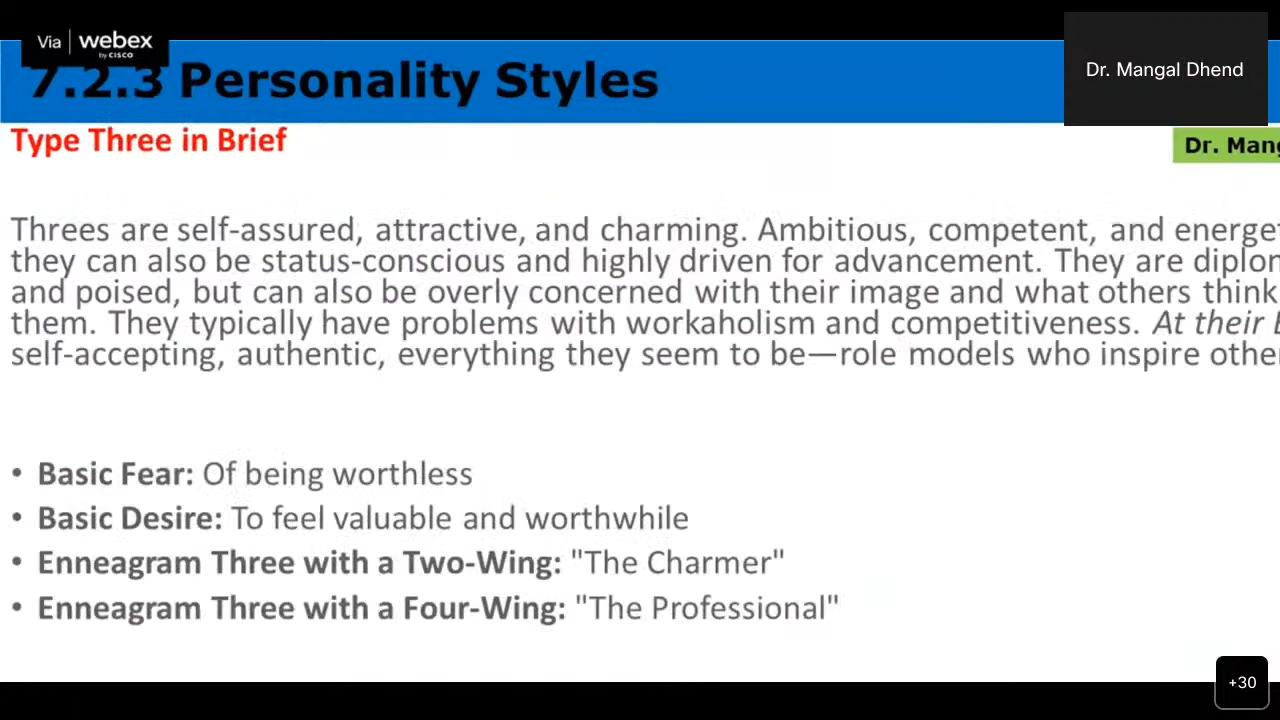 Via webex
by CISCO
Dr. Mangal Dhend
7.2.3 Personality Styles
Type Three in Brief
Dr. Mang
Threes are self-assured, attractive, and charming. Ambitious, competent, and energet
they can also be status-conscious and highly driven for advancement. They are diplom
and poised, but can also be overly concerned with their image and what others think
them. They typically have problems with workaholism and competitiveness. At their
self-accepting, authentic, everything they seem to be—role models who inspire other
• Basic Fear: Of being worthless
• Basic Desire: To feel valuable and worthwhile
• Enneagram Three with a Two-Wing: "The Charmer"
• Enneagram Three with a Four-Wing: "The Professional"
+30